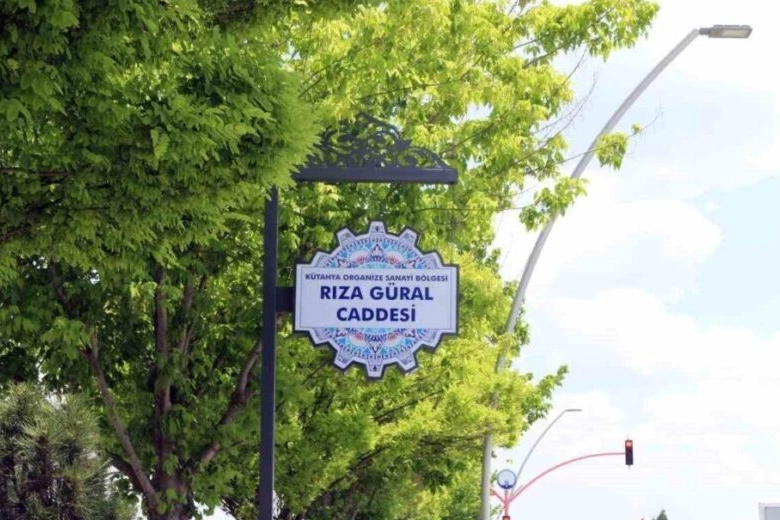 KÜTAHYA ORGANİZE SANAYİ BÖLGESİ
RIZA GÜRAL
CADDESİ